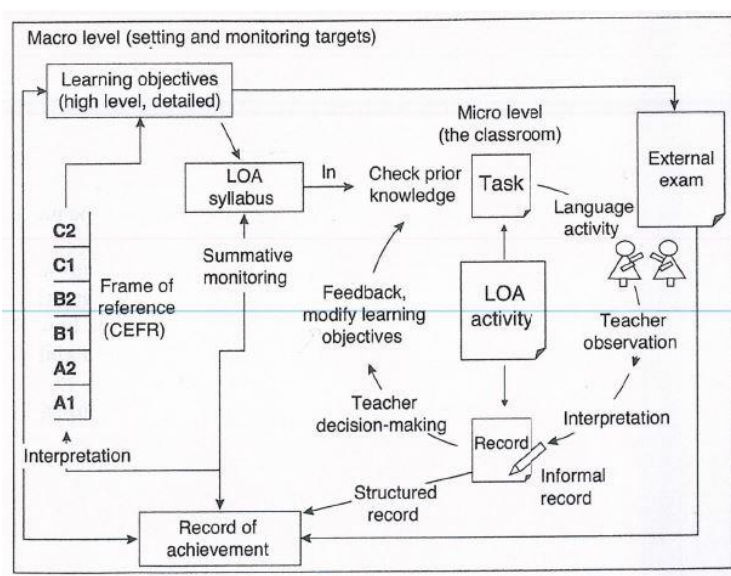 Macro level (setting and monitoring targets)
Learning objectives
(high level, detailed)
Micro level
(the classroom)
External
exam
LOA
syllabus
In
Check prior
knowledge
Task
Language
activity
C2
C1
B2
B1
A2
A1
Frame of
reference
(CEFR)
Summative
monitoring
Feedback,
modify learning
objectives
LOA
activity
Teacher
observation
Teacher
decision-making
Record
Interpretation
Informal
record
Interpretation
Structured
record
Record of
achievement